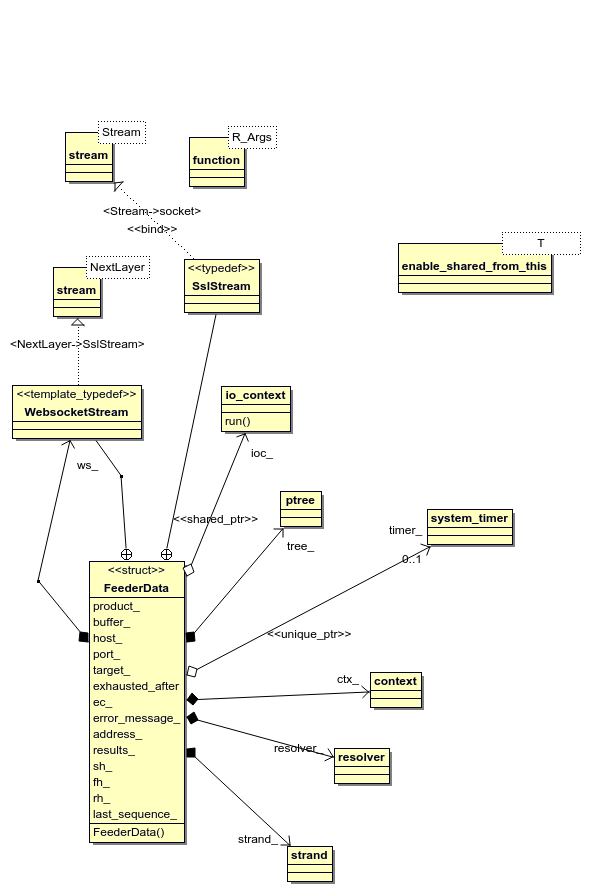 Stream
stream
R_Args
function
<Stream->socket>
<<bind>>
T
enable_shared_from_this
NextLayer
stream
<<typedef>>
SslStream
<NextLayer->SslStream>
<<template_typedef>>
WebsocketStream
io_context
run()
ioc_
ws_
ptree
<<shared_ptr>>
tree_
system_timer
timer_
0..1
<<struct>>
FeederData
product_
buffer_
host_
port_
target_
exhausted_after
ec_
error_message_
address_
results_
sh_
fh_
rh_
last_sequence_
FeederData()
<<unique_ptr>>
ctx_
context
resolver_
resolver
strand_
strand